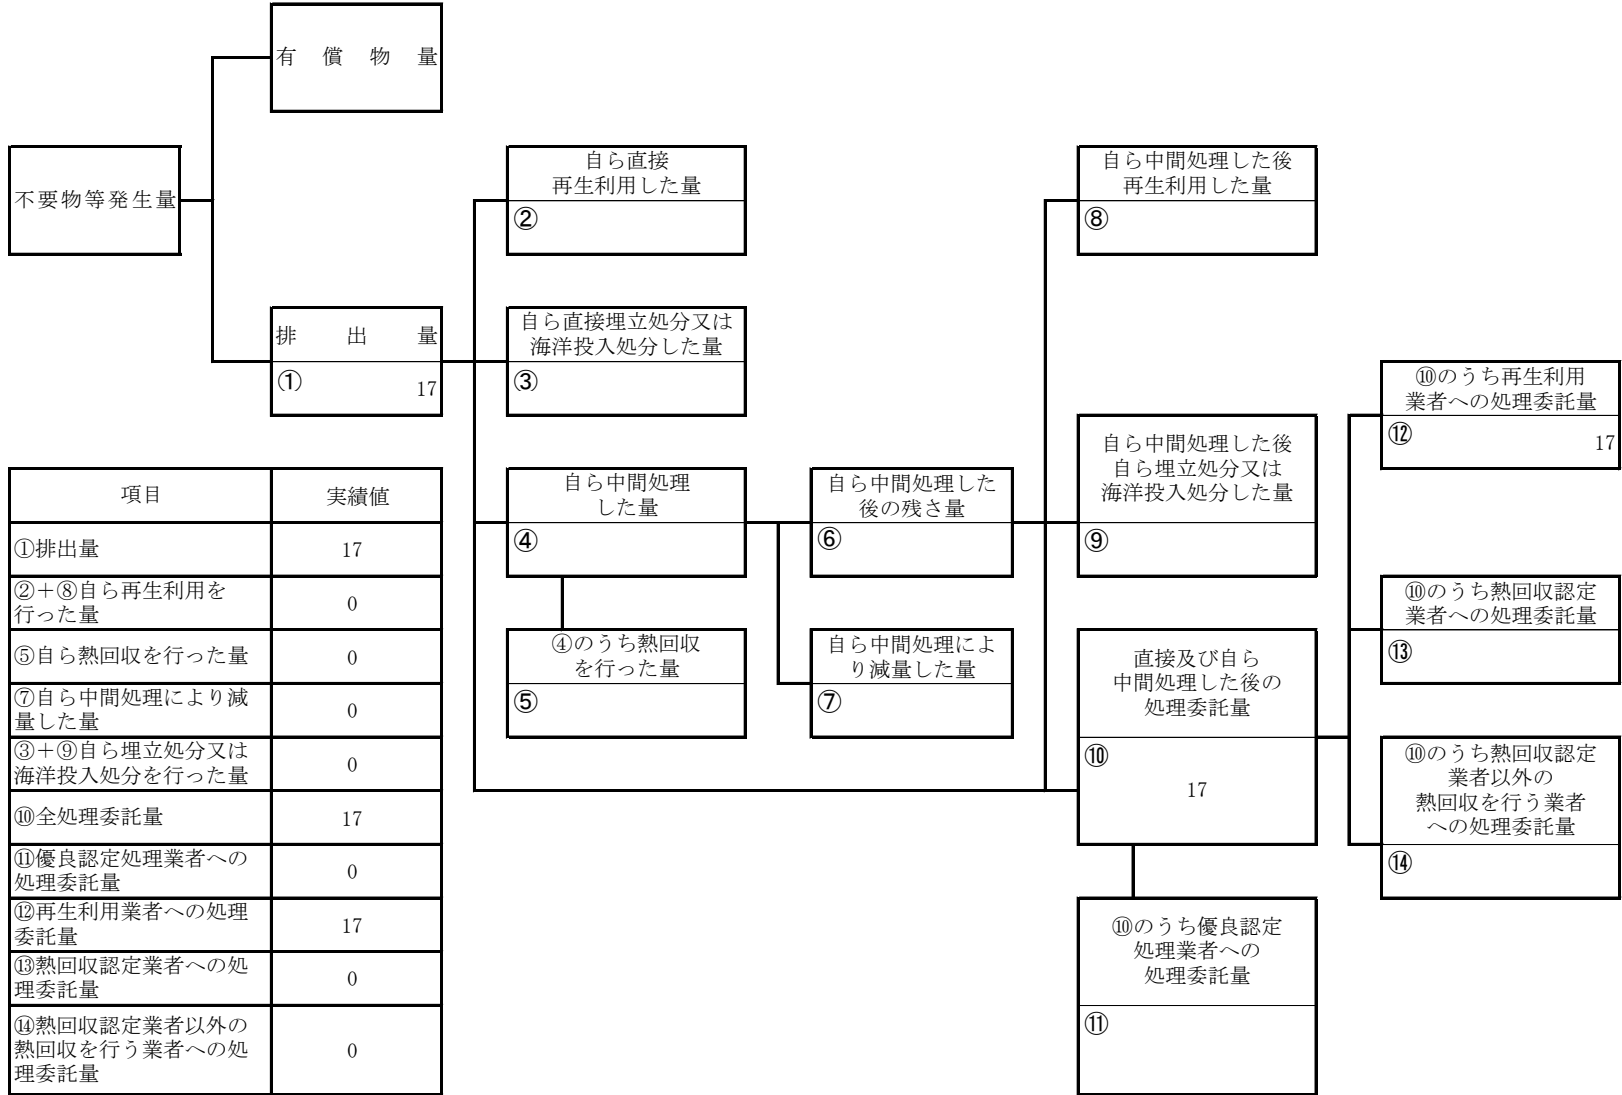 有償物量
不要物等発生量
排出量
① 17
自ら直接
再生利用した量
②
自ら直接埋立処分又は
海洋投入処分した量
③
自ら中間処理
した量
④
④のうち熱回収
を行った量
⑤
自ら中間処理した
後の残さ量
⑥
自ら中間処理によ
り減量した量
⑦
自ら中間処理した後
再生利用した量
⑧
自ら中間処理した後
自ら埋立処分又は
海洋投入処分した量
⑨
直接及び自ら
中間処理した後の
処理委託量
⑩
17
⑩のうち優良認定
処理業者への
処理委託量
⑪
⑩のうち再生利用
業者への処理委託量
⑫ 17
⑩のうち熱回収認定
業者への処理委託量
⑬
⑩のうち熱回収認定
業者以外の
熱回収を行う業者
への処理委託量
⑭
項目 実績値
①排出量 17
②+⑧自ら再生利用を
行った量 0
⑤自ら熱回収を行った量 0
⑦自ら中間処理により減
量した量 0
③+⑨自ら埋立処分又は
海洋投入処分を行った量 0
⑩全処理委託量 17
⑪優良認定処理業者への
処理委託量 0
⑫再生利用業者への処理
委託量 17
⑬熱回収認定業者への処
理委託量 0
⑭熱回収認定業者以外の
熱回収を行う業者への処
理委託量 0